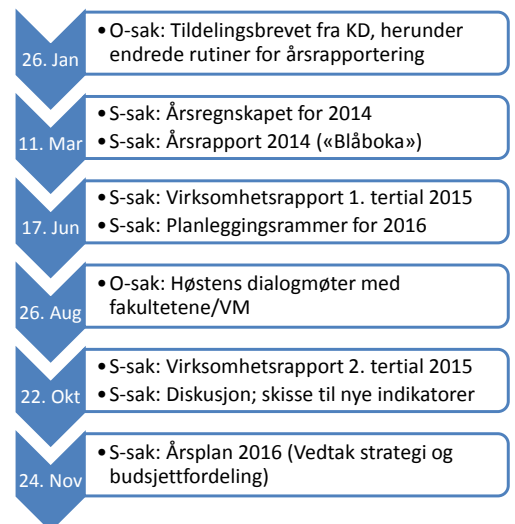 26. Jan
•O-sak: Tildelingsbrevet fra KD, herunder
endrede rutiner for årsrapportering
11. Mar
•S-sak: Årsregnskapet for 2014
•S-sak: Årsrapport 2014 («Blåboka»)
17. Jun
•S-sak: Virksomhetsrapport 1. tertial 2015
•S-sak: Planleggingsrammer for 2016
26. Aug
•O-sak: Høstens dialogmøter med
fakultetene/VM
22. Okt
•S-sak: Virksomhetsrapport 2. tertial 2015
•S-sak: Diskusjon; skisse til nye indikatorer
24. Nov
•S-sak: Årsplan 2016 (Vedtak strategi og
budsjettfordeling)